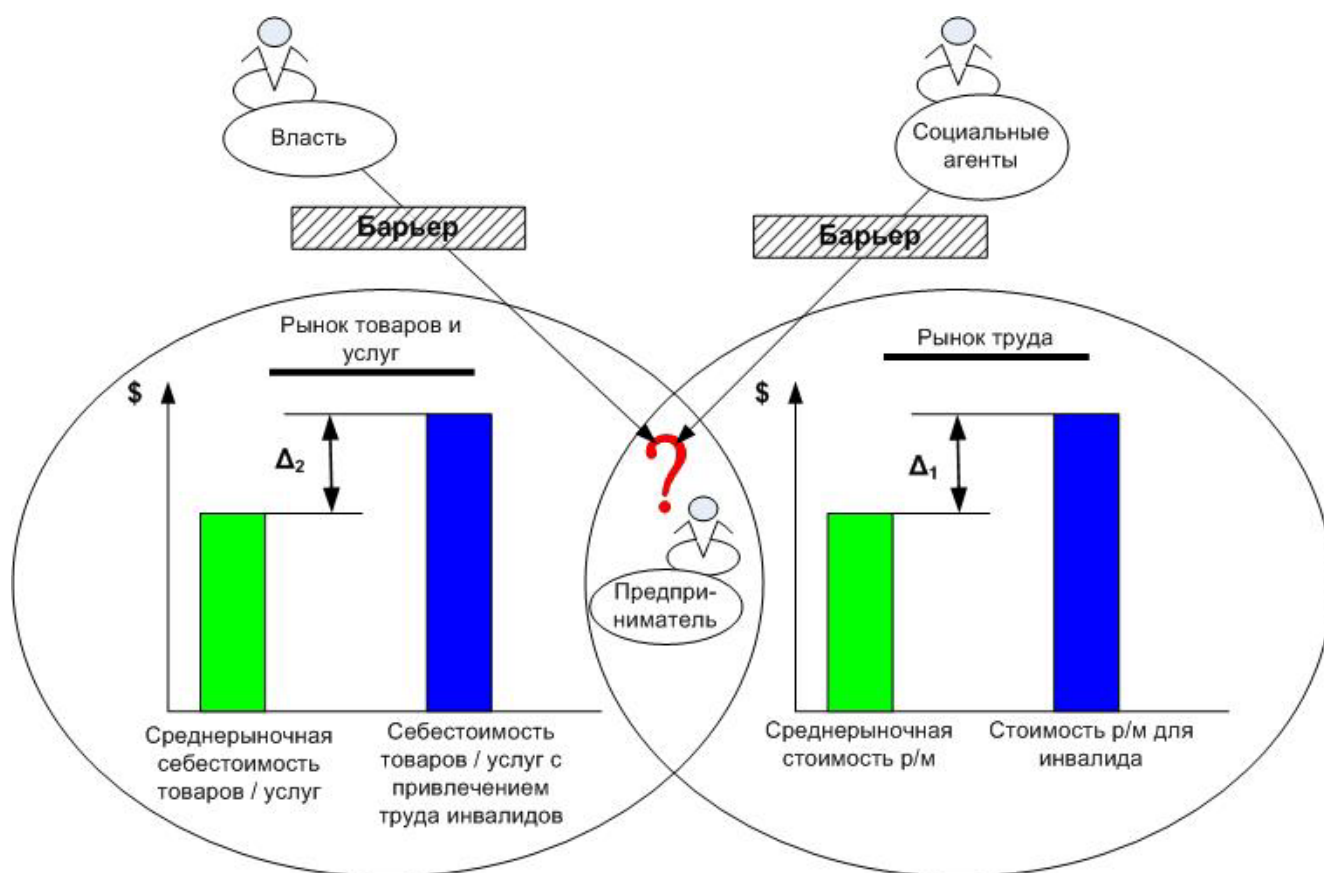 Власть
Социальные
агенты
Барьер
Барьер
Рынок товаров и
услуг
Рынок труда
$
$
Δ2
Δ1
?
Предпри-
ниматель
Среднерыночная
себестоимость
товаров / услуг
Себестоимость
товаров / услуг с
привлечением
труда инвалидов
Среднерыночная
стоимость р/м
Стоимость р/м для
инвалида